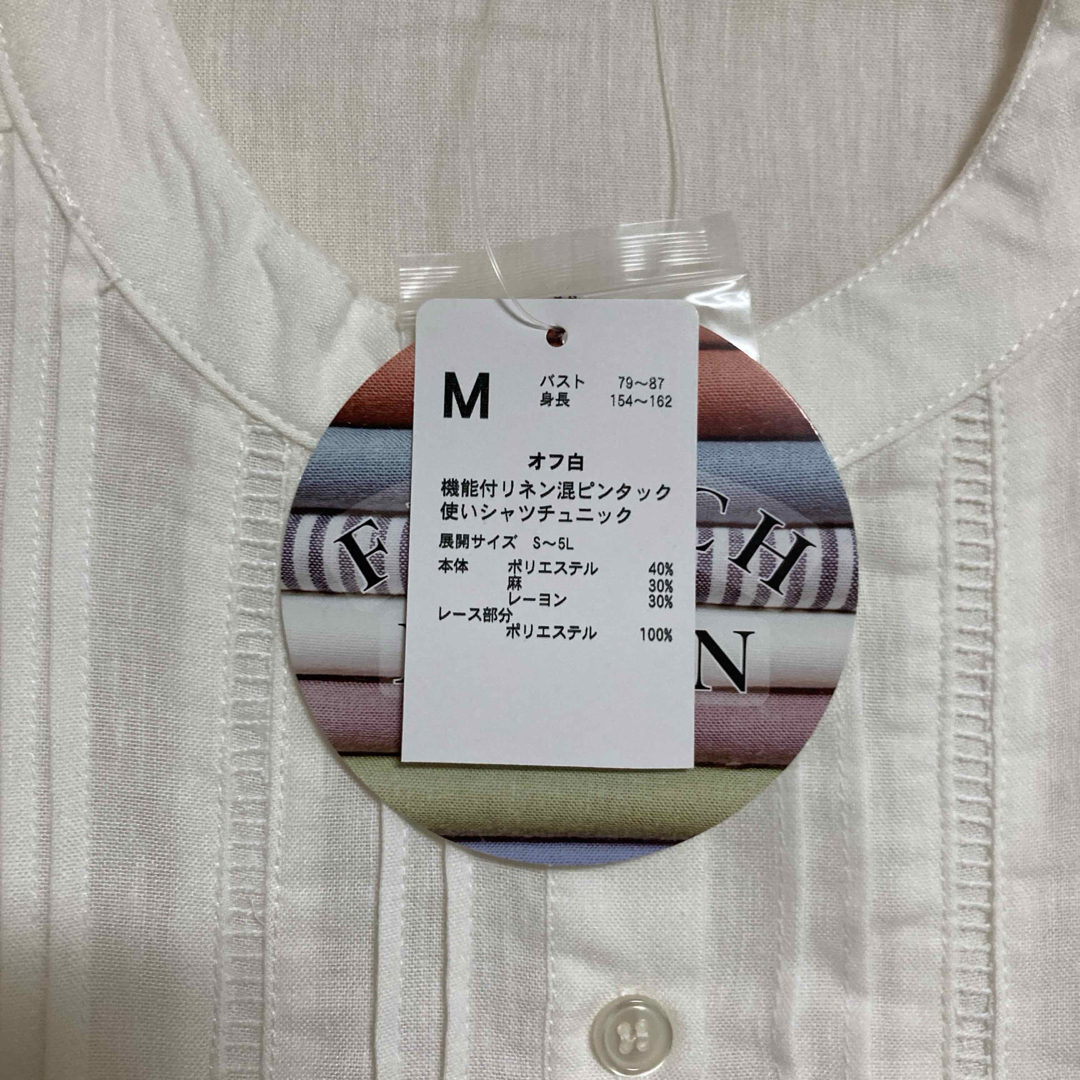 M
バスト 79〜87
身長 154〜162
オフ白
機能付リネン混ピンタック
使いシャツチュニック
展開サイズ S〜5L
本体 ポリエステル 40%
麻 30%
レーヨン 30%
レース部分
ポリエステル 100%
F CH
N